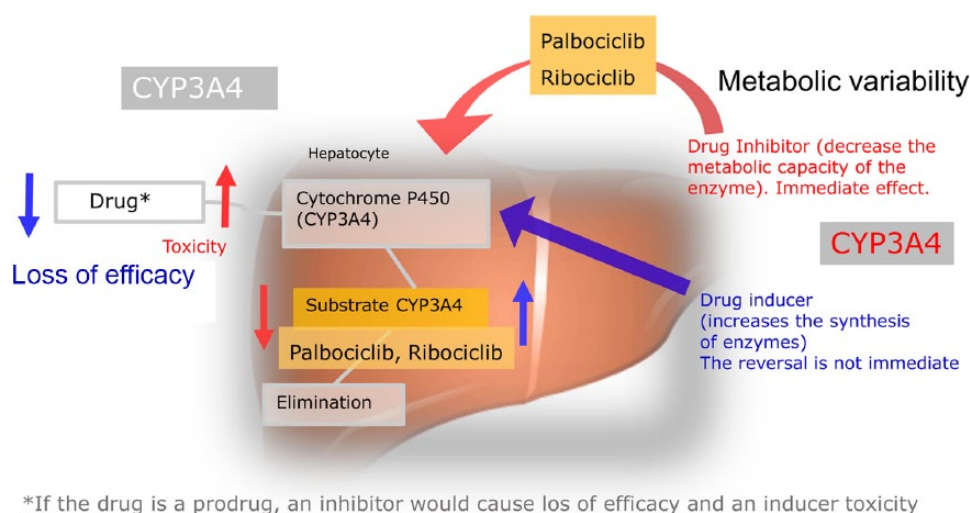 Palbociclib
Ribociclib
CYP3A4
Metabolic variability
Drug Inhibitor (decrease the
metabolic capacity of the
enzyme). Immediate effect.
Hepatocyte
Cytochrome P450
(CYP3A4)
Drug*
Toxicity
Loss of efficacy
CYP3A4
Substrate CYP3A4
Palbociclib, Ribociclib
Elimination
Drug inducer
(increases the synthesis
of enzymes)
The reversal is not immediate
*If the drug is a prodrug, an inhibitor would cause los of efficacy and an inducer toxicity